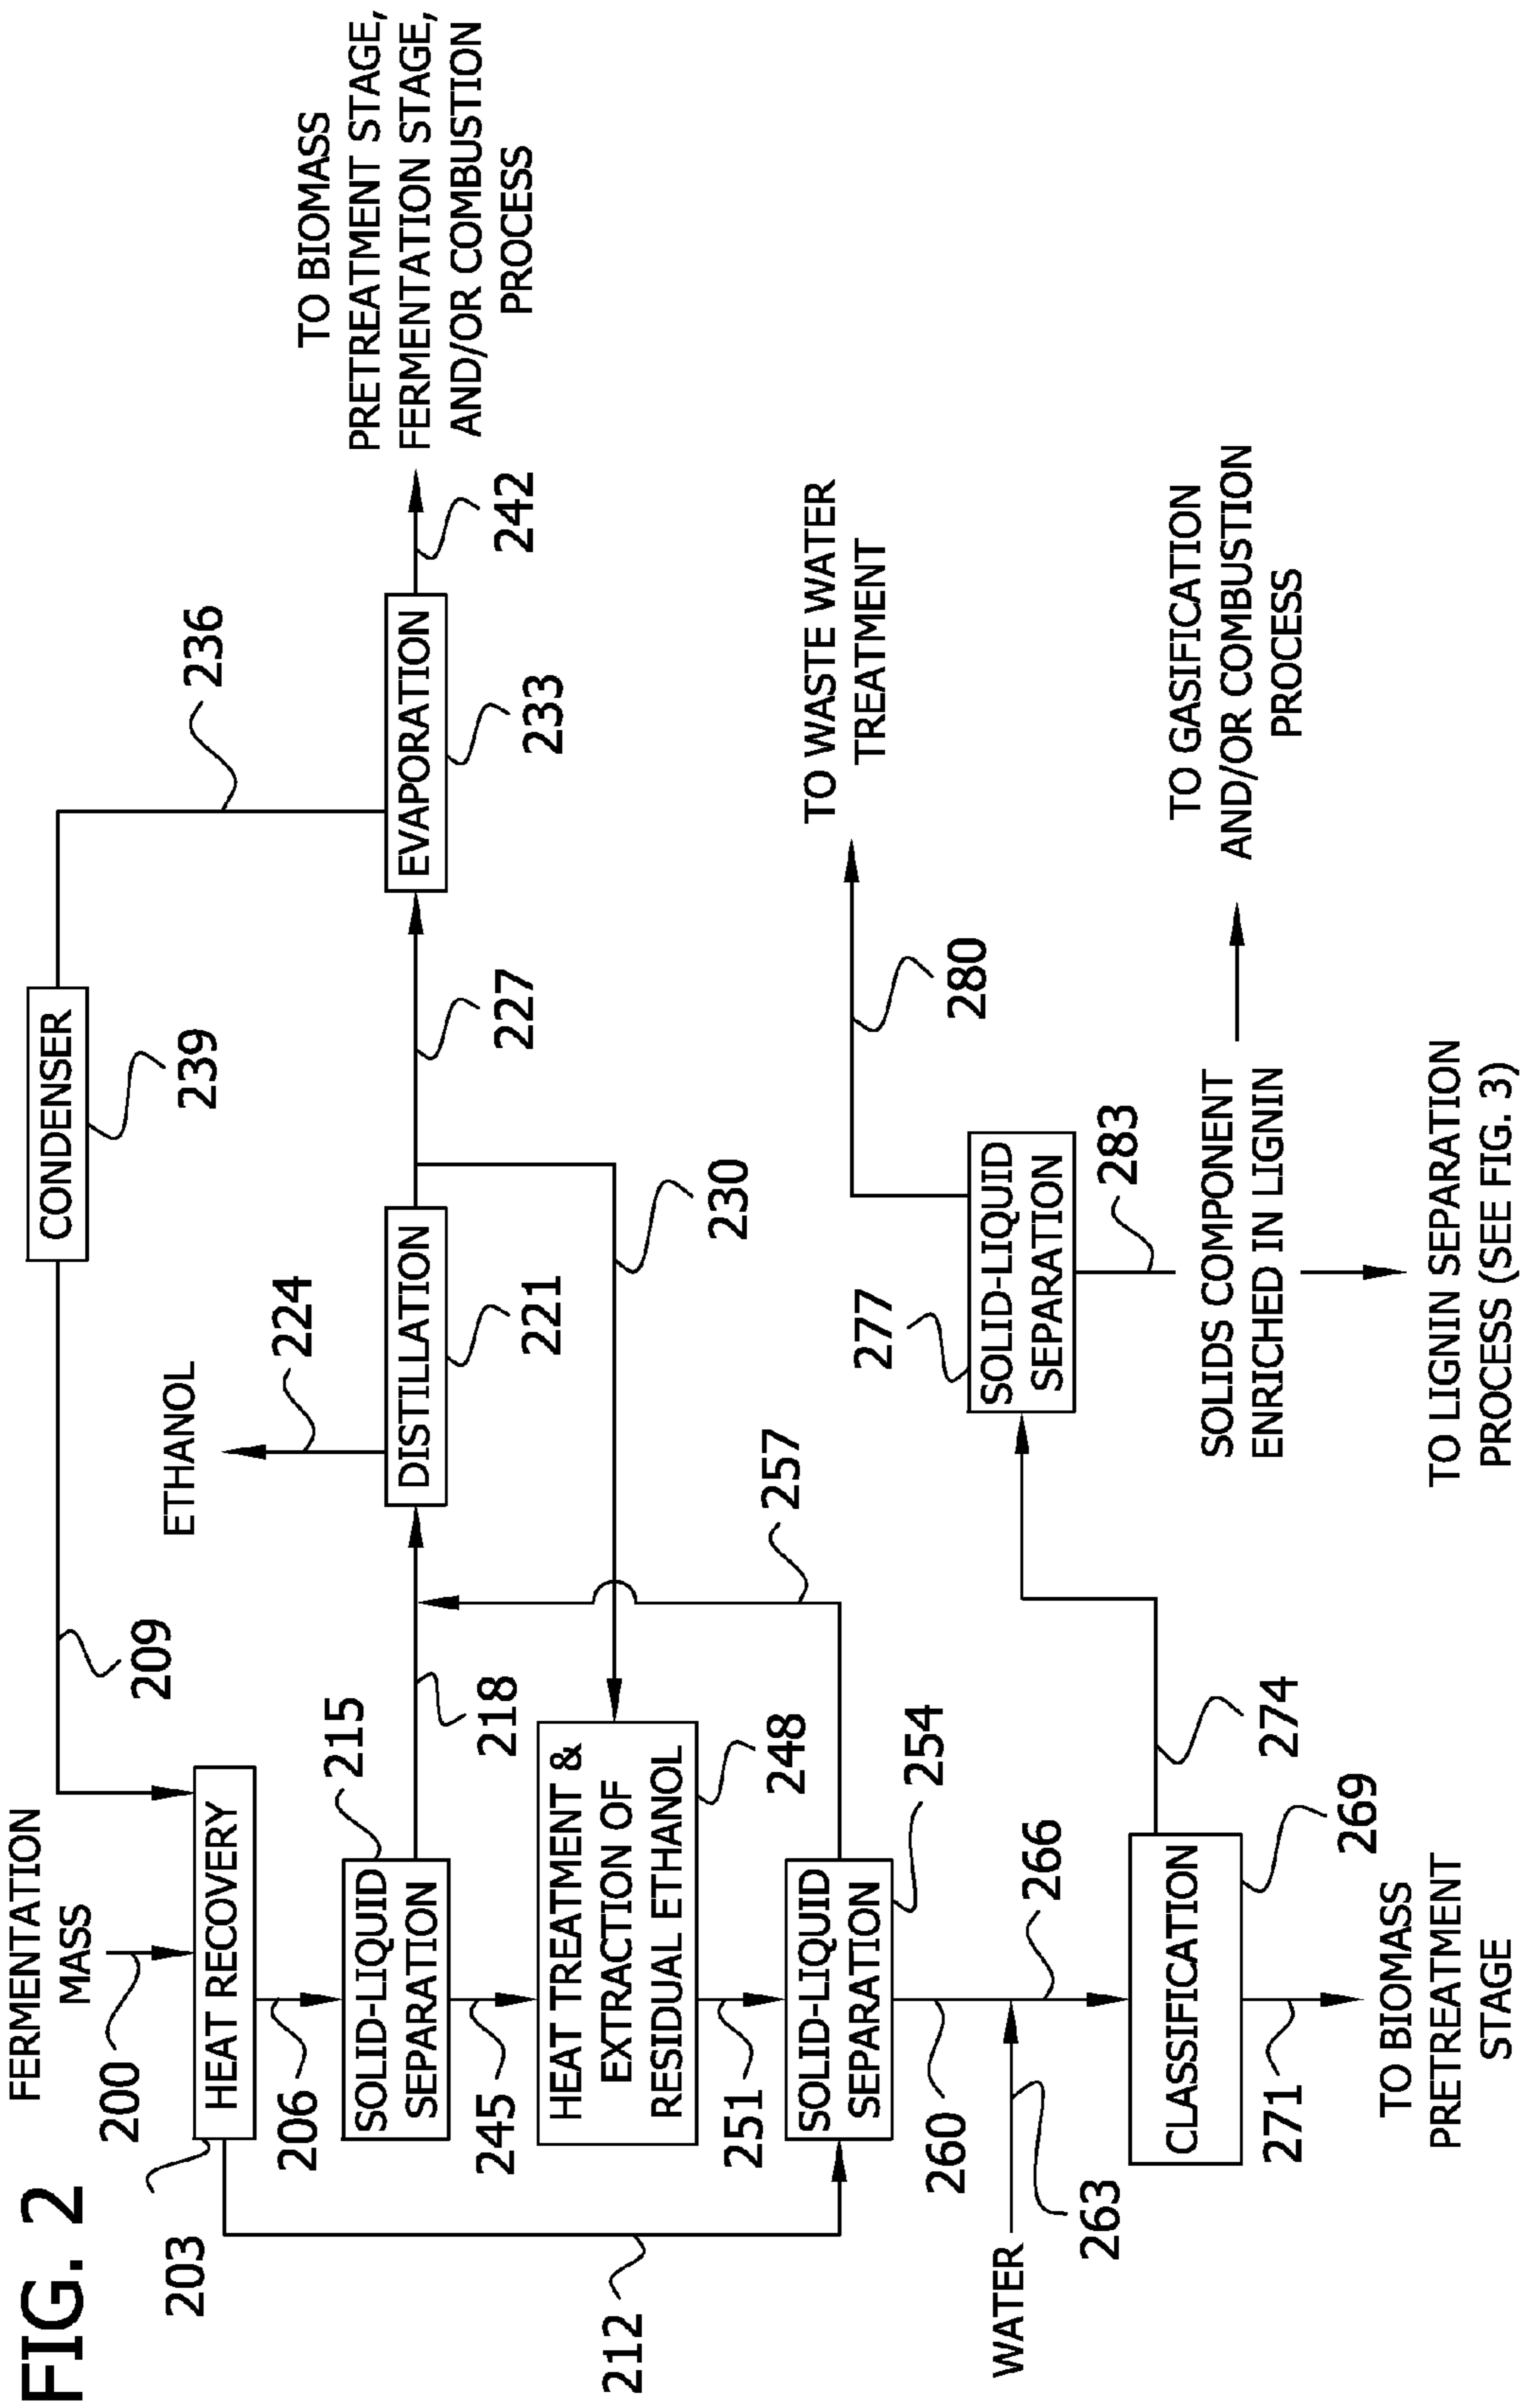 FIG. 2
FERMENTATION
MASS
200
203
HEAT RECOVERY
209
CONDENSER
239
236
206
212
215
SOLID-LIQUID
SEPARATION
218
ETHANOL
224
DISTILLATION
221
227
230
EVAPORATION
233
242
TO BIOMASS
PRETREATMENT STAGE,
FERMENTATION STAGE,
AND/OR COMBUSTION
PROCESS
245
HEAT TREATMENT &
EXTRACTION OF
RESIDUAL ETHANOL
248
251
SOLID-LIQUID
SEPARATION
254
257
260
WATER
263
266
CLASSIFICATION
269
271
TO BIOMASS
PRETREATMENT
STAGE
274
277
SOLID-LIQUID
SEPARATION
280
TO WASTE WATER
TREATMENT
283
SOLIDS COMPONENT
ENRICHED IN LIGNIN
TO GASIFICATION
AND/OR COMBUSTION
PROCESS
TO LIGNIN SEPARATION
PROCESS (SEE FIG. 3)